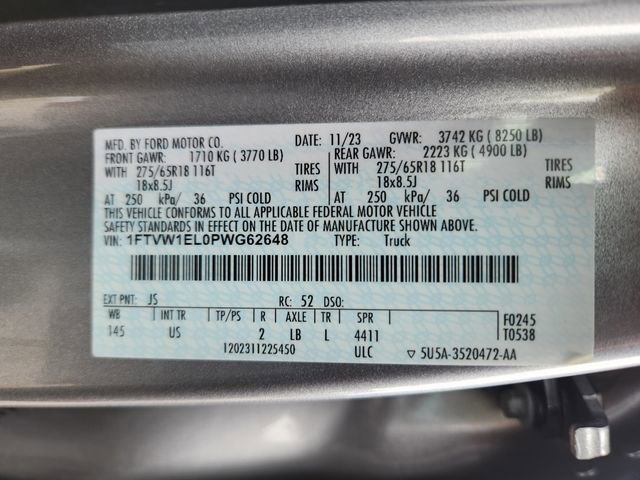 MFD. BY FORD MOTOR CO. DATE: 11/23 GVWR: 3742 KG ( 8250 LB)
FRONT GAWR: 1710 KG ( 3770 LB) REAR GAWR: 2223 KG ( 4900 LB)
WITH 275/65R18 116T TIRES WITH 275/65R18 116T TIRES
18x8.5J RIMS 18x8.5J RIMS
AT 250 kPa/ 36 PSI COLD AT 250 kPa/ 36 PSI COLD
THIS VEHICLE CONFORMS TO ALL APPLICABLE FEDERAL MOTOR VEHICLE
SAFETY STANDARDS IN EFFECT ON THE DATE OF MANUFACTURE SHOWN ABOVE.
VIN: 1FTVW1EL0PWG62648 TYPE: Truck
EXT PNT: JS RC: 52 DSO:
WB INT TR TP/PS R AXLE TR SPR F0245
145 US 2 LB L 4411 T0538
1202311225450 ULC ▽ 5U5A-3520472-AA